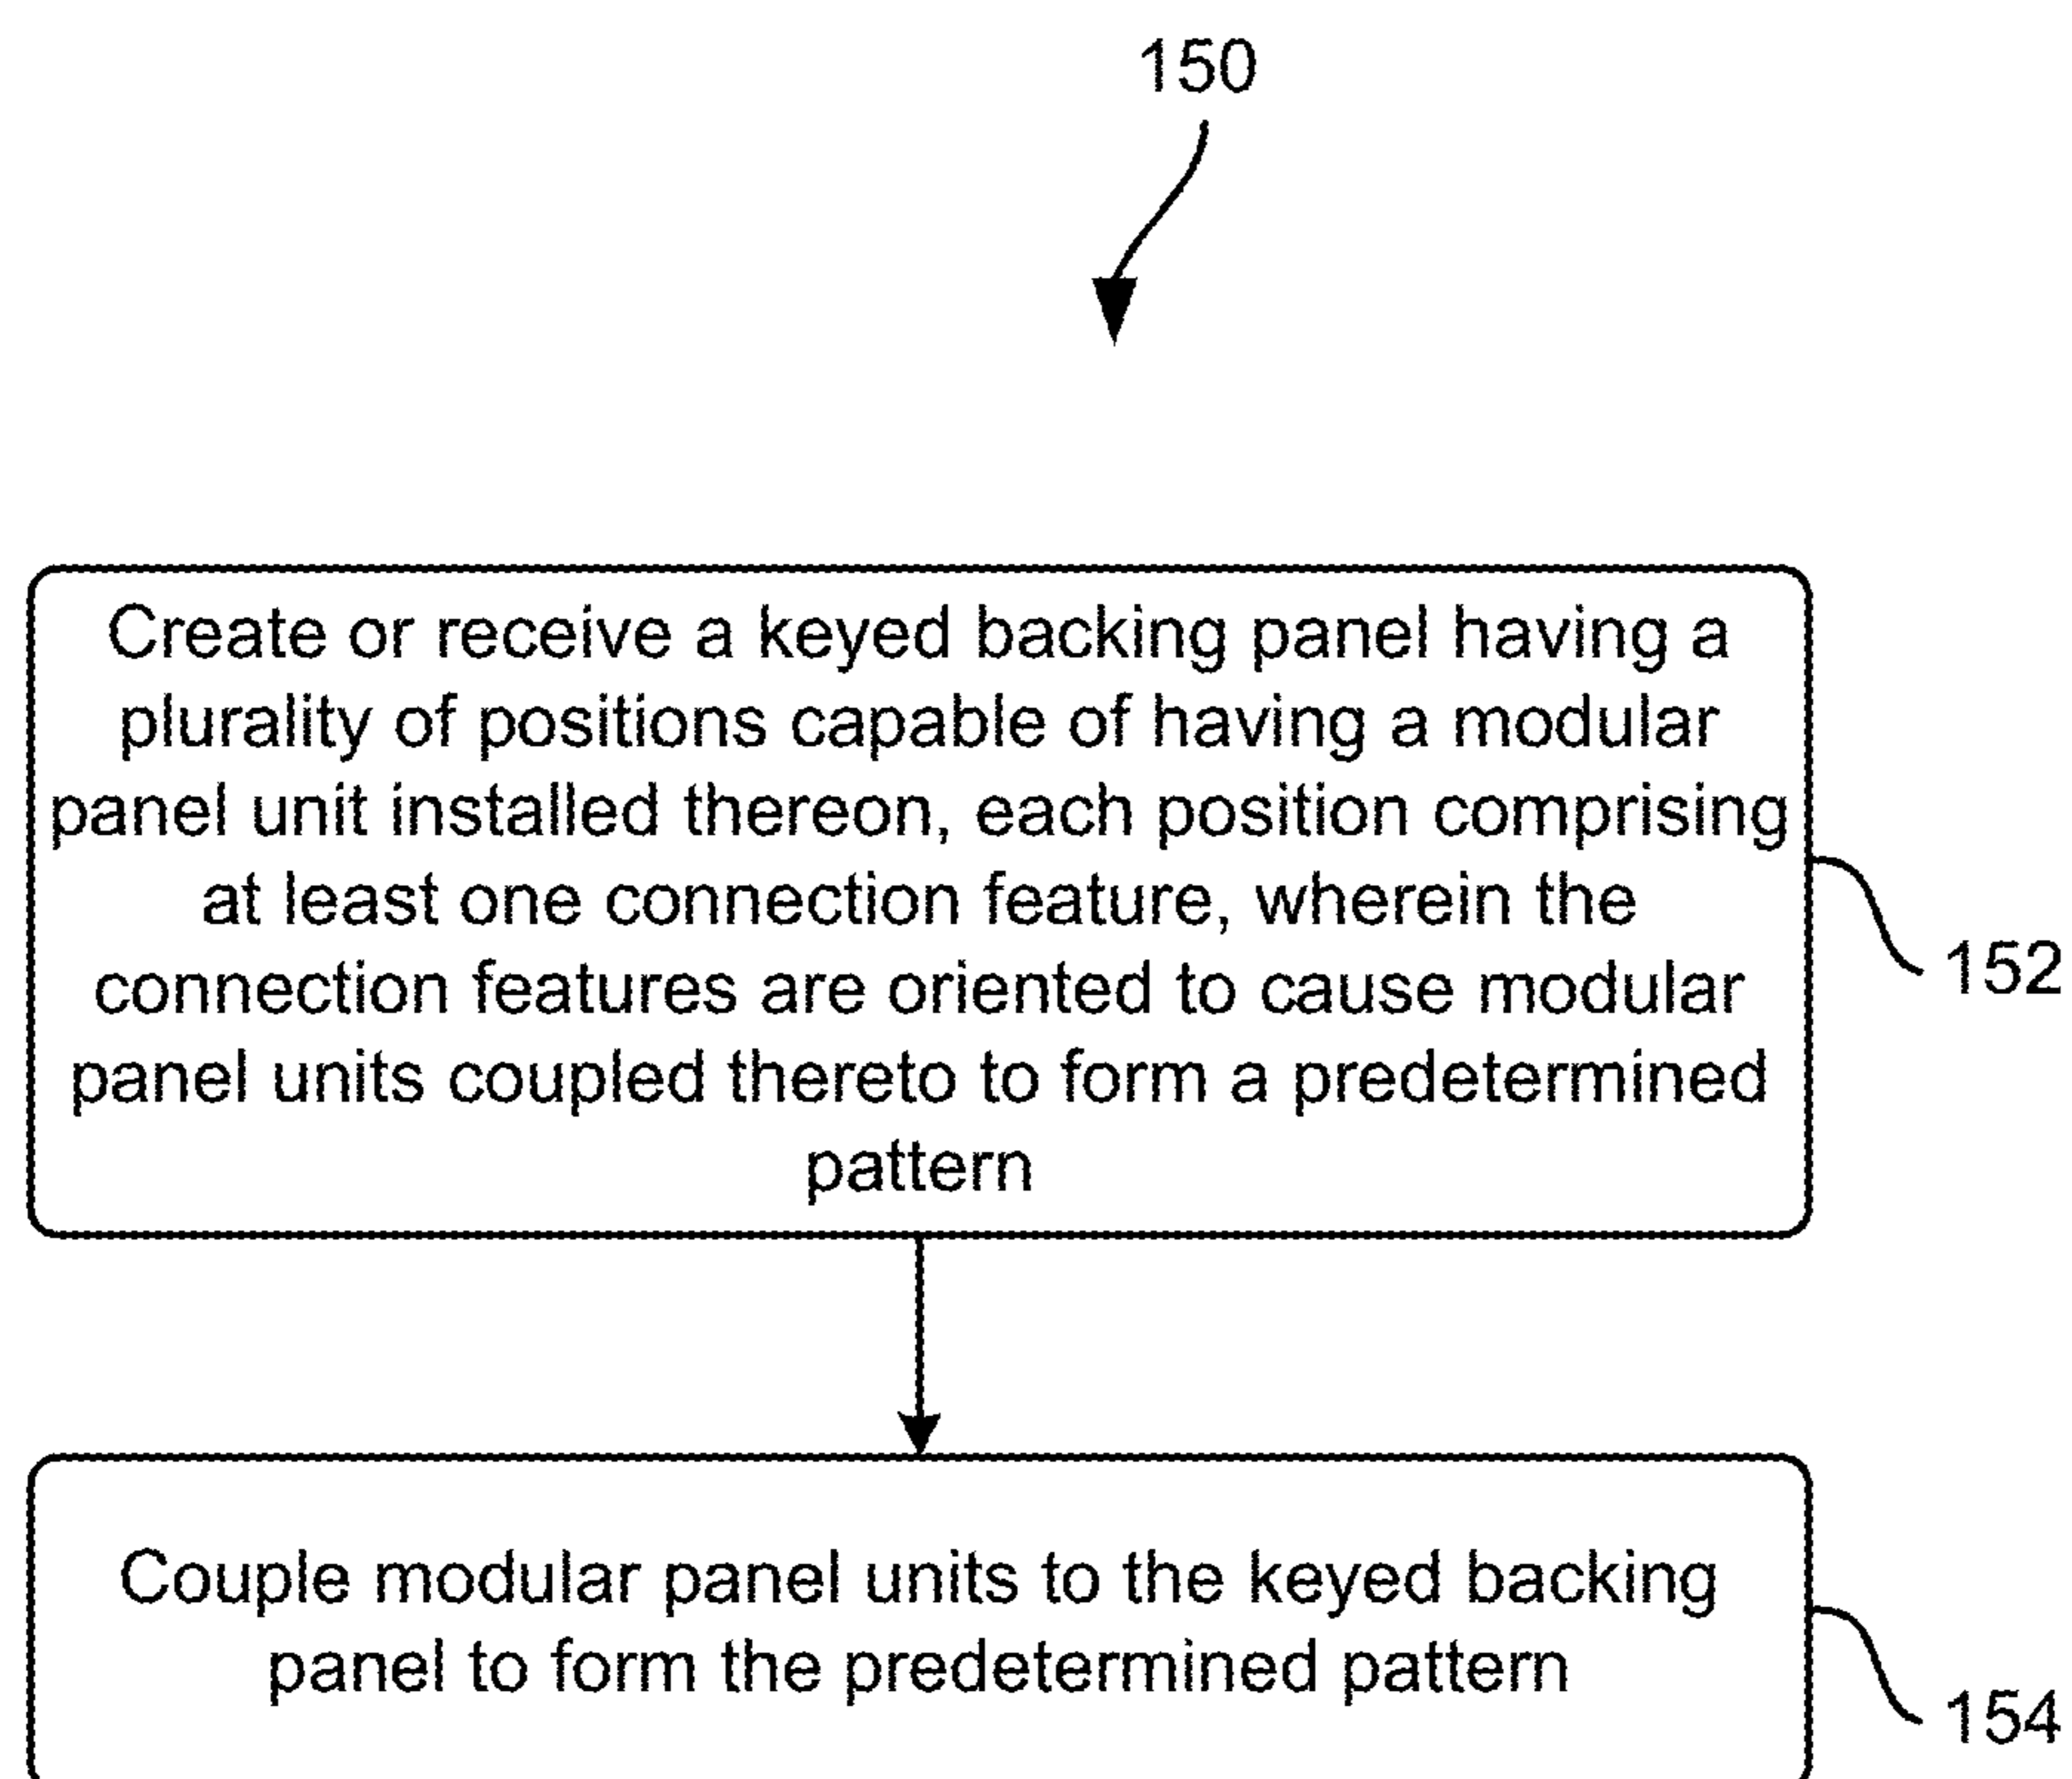 150
Create or receive a keyed backing panel having a
plurality of positions capable of having a modular
panel unit installed thereon, each position comprising
at least one connection feature, wherein the
connection features are oriented to cause modular
panel units coupled thereto to form a predetermined
pattern
152
Couple modular panel units to the keyed backing
panel to form the predetermined pattern
154